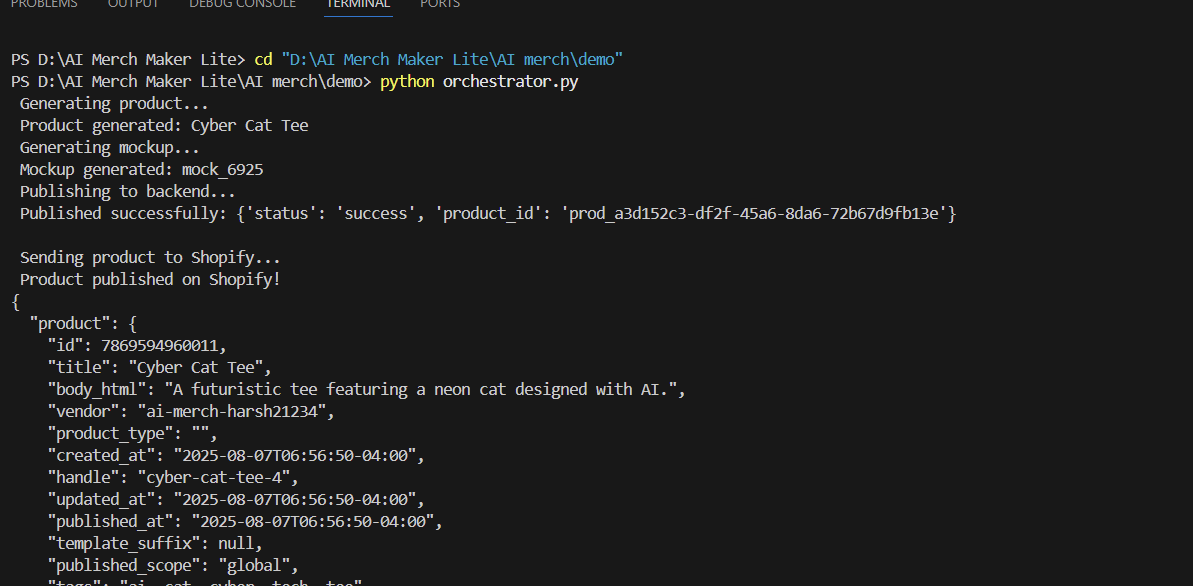 PROBLEMS OUTPUT DEBUG CONSOLE TERMINAL PORTS
PS D:\AI Merch Maker Lite> cd "D:\AI Merch Maker Lite\AI merch\demo"
PS D:\AI Merch Maker Lite\AI merch\demo> python orchestrator.py
Generating product...
Product generated: Cyber Cat Tee
Generating mockup...
Mockup generated: mock_6925
Publishing to backend...
Published successfully: {'status': 'success', 'product_id': 'prod_a3d152c3-df2f-45a6-8da6-72b67d9fb13e'}
Sending product to Shopify...
Product published on Shopify!
{
"product": {
"id": 7869594960011,
"title": "Cyber Cat Tee",
"body_html": "A futuristic tee featuring a neon cat designed with AI.",
"vendor": "ai-merch-harsh21234",
"product_type": "",
"created_at": "2025-08-07T06:56:50-04:00",
"handle": "cyber-cat-tee-4",
"updated_at": "2025-08-07T06:56:50-04:00",
"published_at": "2025-08-07T06:56:50-04:00",
"template_suffix": null,
"published_scope": "global",
"tags": "ai, cat, cyber, tech, tee"